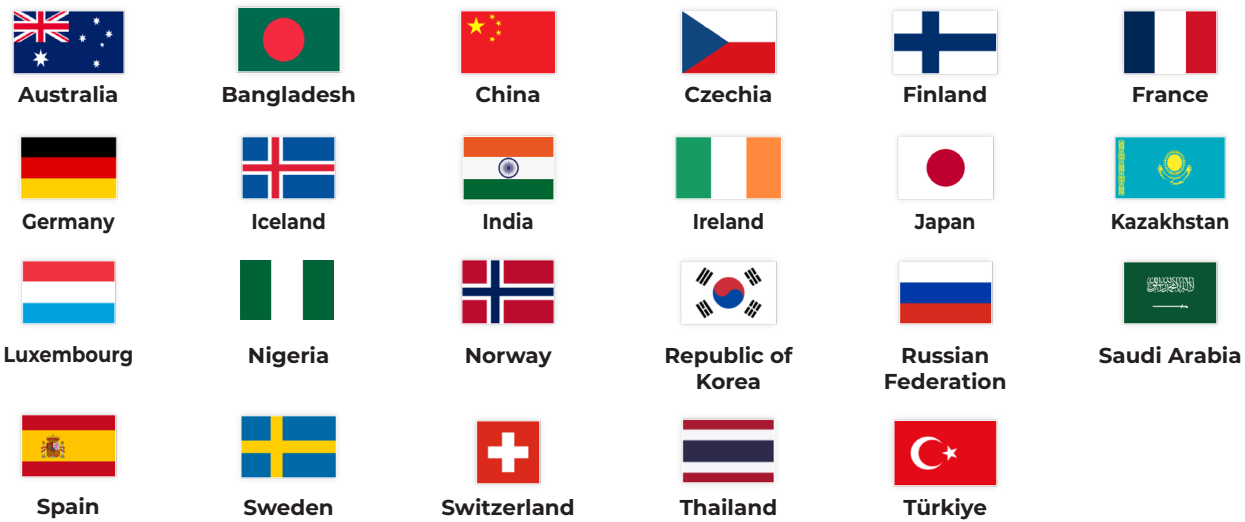 Australia
Bangladesh
China
Czechia
Finland
France
Germany
Iceland
India
Ireland
Japan
Kazakhstan
Luxembourg
Nigeria
Norway
Republic of
Korea
Russian
Federation
Saudi Arabia
Spain
Sweden
Switzerland
Thailand
Türkiye